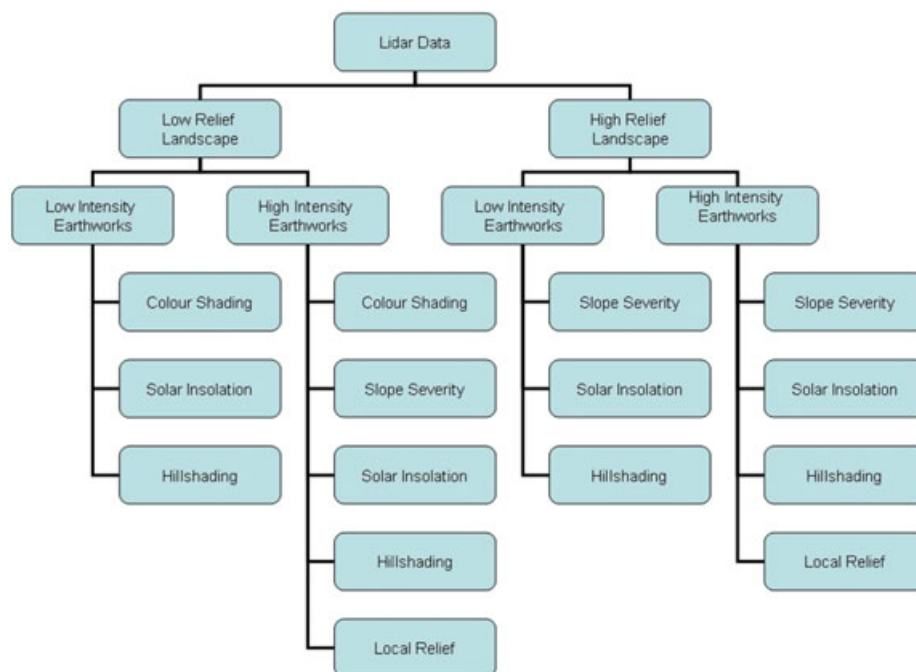 Lidar Data
Low Relief
Landscape
High Relief
Landscape
Low Intensity
Earthworks
High Intensity
Earthworks
Low Intensity
Earthworks
High Intensity
Earthworks
Colour Shading
Solar Insolation
Hillshading
Colour Shading
Slope Severity
Solar Insolation
Hillshading
Local Relief
Slope Severity
Solar Insolation
Hillshading
Slope Severity
Solar Insolation
Hillshading
Local Relief